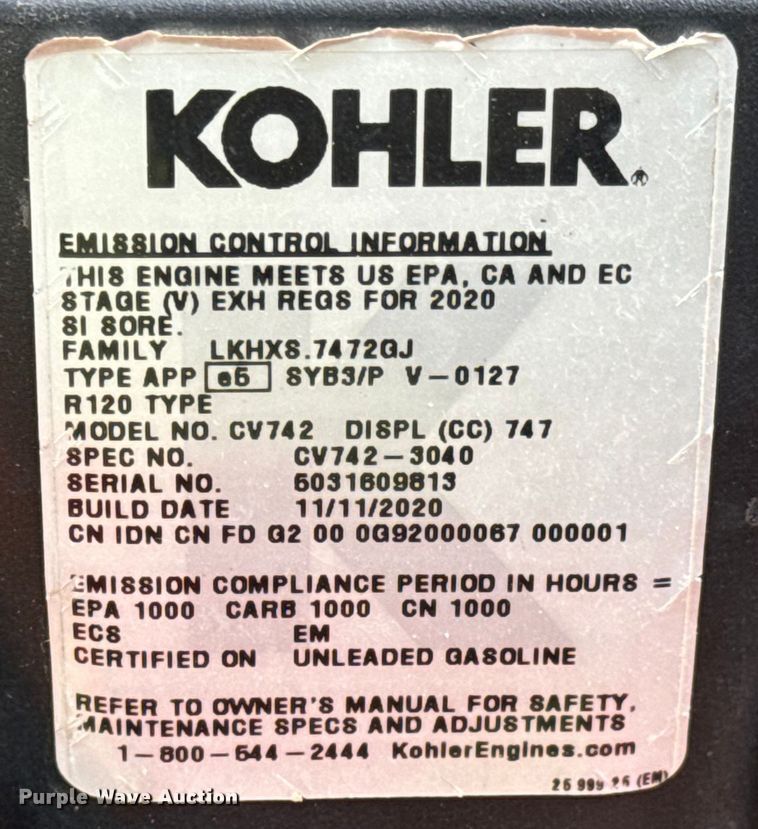 KOHLER
EMISSION CONTROL INFORMATION
THIS ENGINE MEETS US EPA, CA AND EC
STAGE (V) EXH REGS FOR 2020
SI SORE.
FAMILY LKHXS.7472GJ
TYPE APP e5 SYB3/P V-0127
R120 TYPE
MODEL NO. CV742 DISPL (CC) 747
SPEC NO. CV742-3040
SERIAL NO. 5031609813
BUILD DATE 11/11/2020
CN IDN CN FD G2 00 0G92000067 000001
EMISSION COMPLIANCE PERIOD IN HOURS =
EPA 1000 CARB 1000 CN 1000
ECS EM
CERTIFIED ON UNLEADED GASOLINE
REFER TO OWNER'S MANUAL FOR SAFETY,
MAINTENANCE SPECS AND ADJUSTMENTS
1-800-544-2444 KohlerEngines.com
Purple Wave Auction